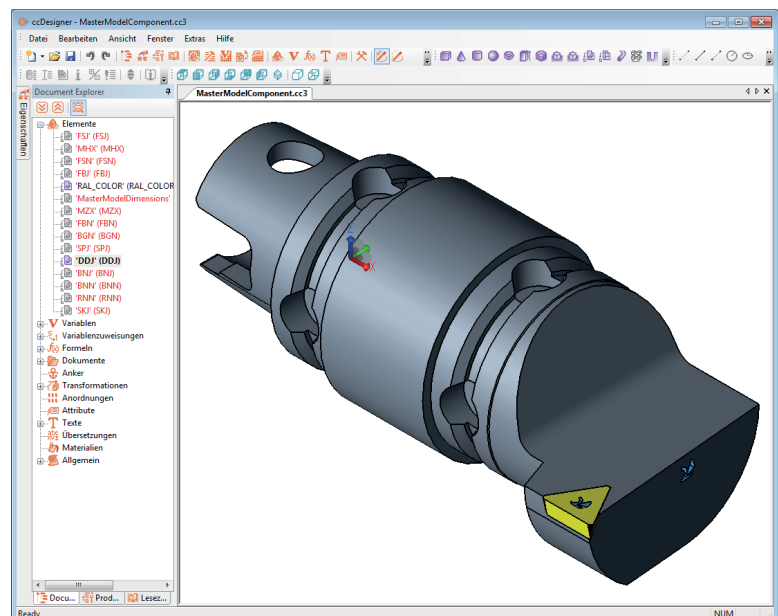 ccDesigner - MasterModelComponent.cc3
Datei Bearbeiten Ansicht Fenster Extras Hilfe
Document Explorer
MasterModelComponent.cc3
Eigenschaften
Elemente
'FSJ' (FSJ)
'MHX' (MHX)
'FSN' (FSN)
'FBJ' (FBJ)
'RAL_COLOR' (RAL_COLOR
'MasterModelDimensions'
'MZX' (MZX)
'FBN' (FBN)
'BGN' (BGN)
'SPJ' (SPJ)
'DDJ' (DDJ)
'BNJ' (BNJ)
'BNN' (BNN)
'RNN' (RNN)
'SKJ' (SKJ)
Variablen
Variablenzuweisungen
Formeln
Dokumente
Anker
Transformationen
Anordnungen
Attribute
Texte
Übersetzungen
Materialien
Allgemein
Z
X
Docu... Prod... Lesez...
Ready NUM